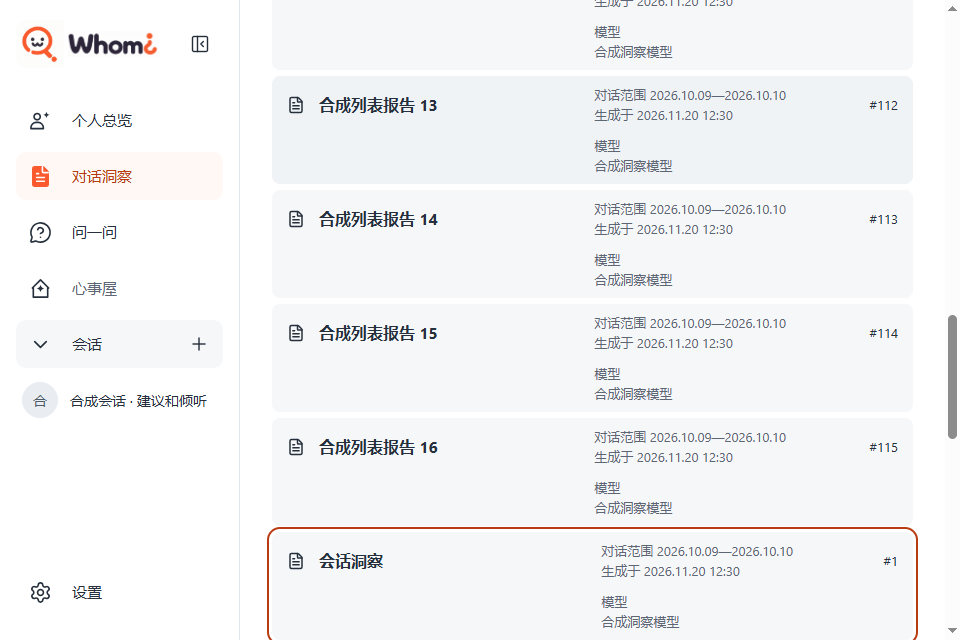 Whomi
个人总览
对话洞察
问一问
心事屋
会话
合 合成会话 · 建议和倾听
设置
生成于 2026.11.20 12:30
模型
合成洞察模型
合成列表报告 13
对话范围 2026.10.09—2026.10.10
生成于 2026.11.20 12:30
模型
合成洞察模型
#112
合成列表报告 14
对话范围 2026.10.09—2026.10.10
生成于 2026.11.20 12:30
模型
合成洞察模型
#113
合成列表报告 15
对话范围 2026.10.09—2026.10.10
生成于 2026.11.20 12:30
模型
合成洞察模型
#114
合成列表报告 16
对话范围 2026.10.09—2026.10.10
生成于 2026.11.20 12:30
模型
合成洞察模型
#115
会话洞察
对话范围 2026.10.09—2026.10.10
生成于 2026.11.20 12:30
模型
合成洞察模型
#1